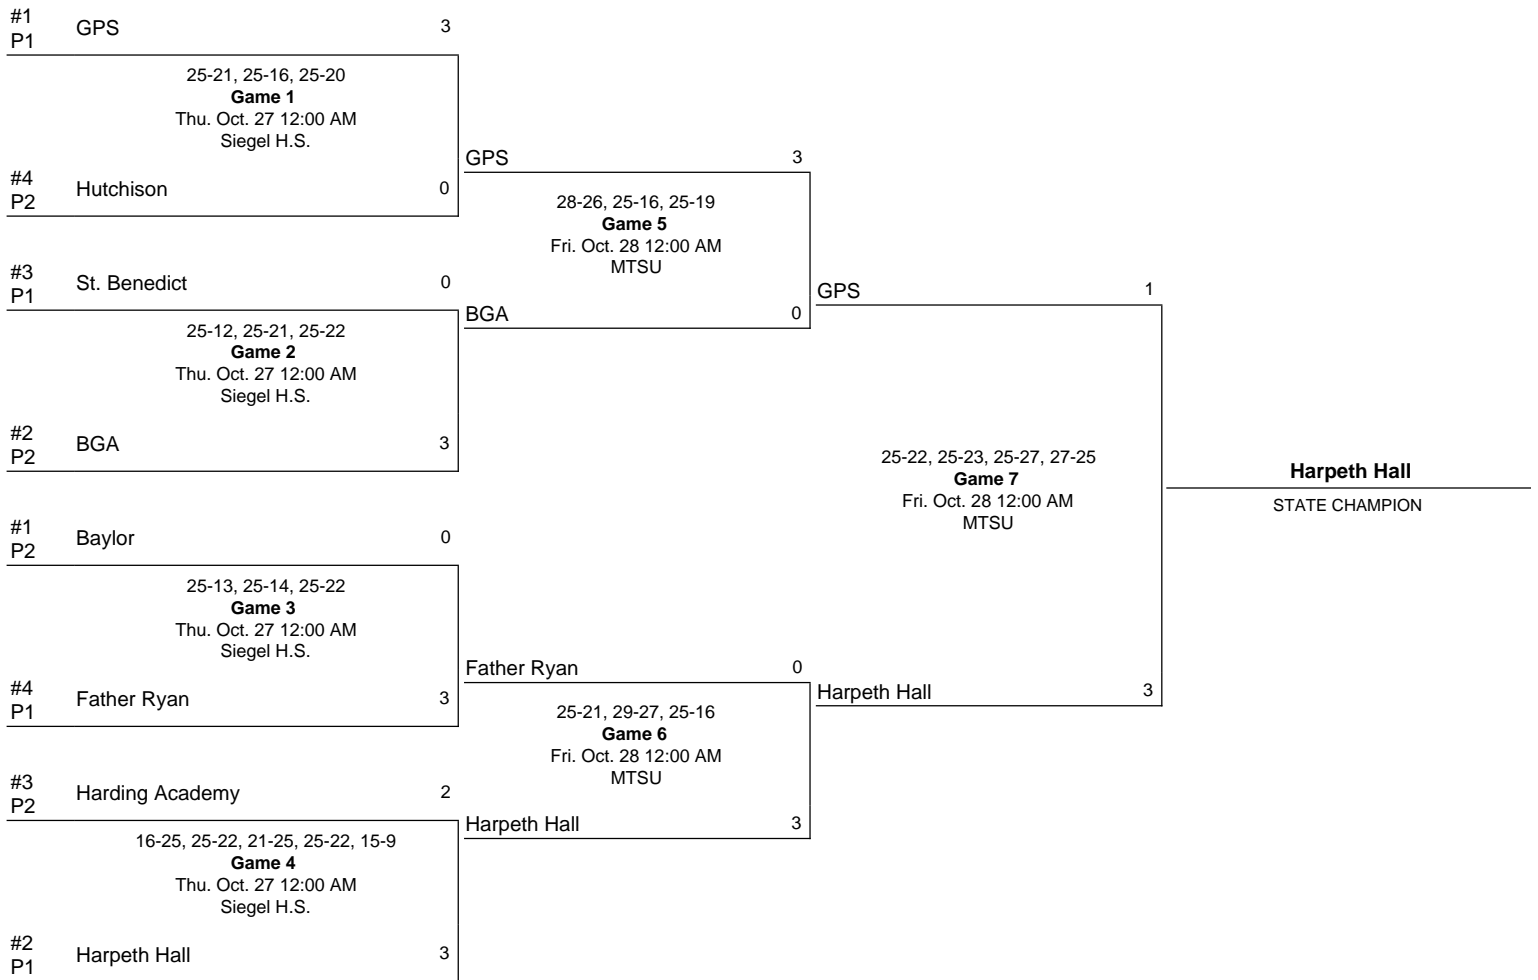 #1
P1
GPS 3
25-21, 25-16, 25-20
Game 1
Thu. Oct. 27 12:00 AM
Siegel H.S.
#4
P2
Hutchison 0
#3
P1
St. Benedict 0
25-12, 25-21, 25-22
Game 2
Thu. Oct. 27 12:00 AM
Siegel H.S.
#2
P2
BGA 3
#1
P2
Baylor 0
25-13, 25-14, 25-22
Game 3
Thu. Oct. 27 12:00 AM
Siegel H.S.
#4
P1
Father Ryan 3
#3
P2
Harding Academy 2
16-25, 25-22, 21-25, 25-22, 15-9
Game 4
Thu. Oct. 27 12:00 AM
Siegel H.S.
#2
P1
Harpeth Hall 3
GPS 3
28-26, 25-16, 25-19
Game 5
Fri. Oct. 28 12:00 AM
MTSU
BGA 0
Father Ryan 0
25-21, 29-27, 25-16
Game 6
Fri. Oct. 28 12:00 AM
MTSU
Harpeth Hall 3
GPS 1
25-22, 25-23, 25-27, 27-25
Game 7
Fri. Oct. 28 12:00 AM
MTSU
Harpeth Hall 3
Harpeth Hall
STATE CHAMPION